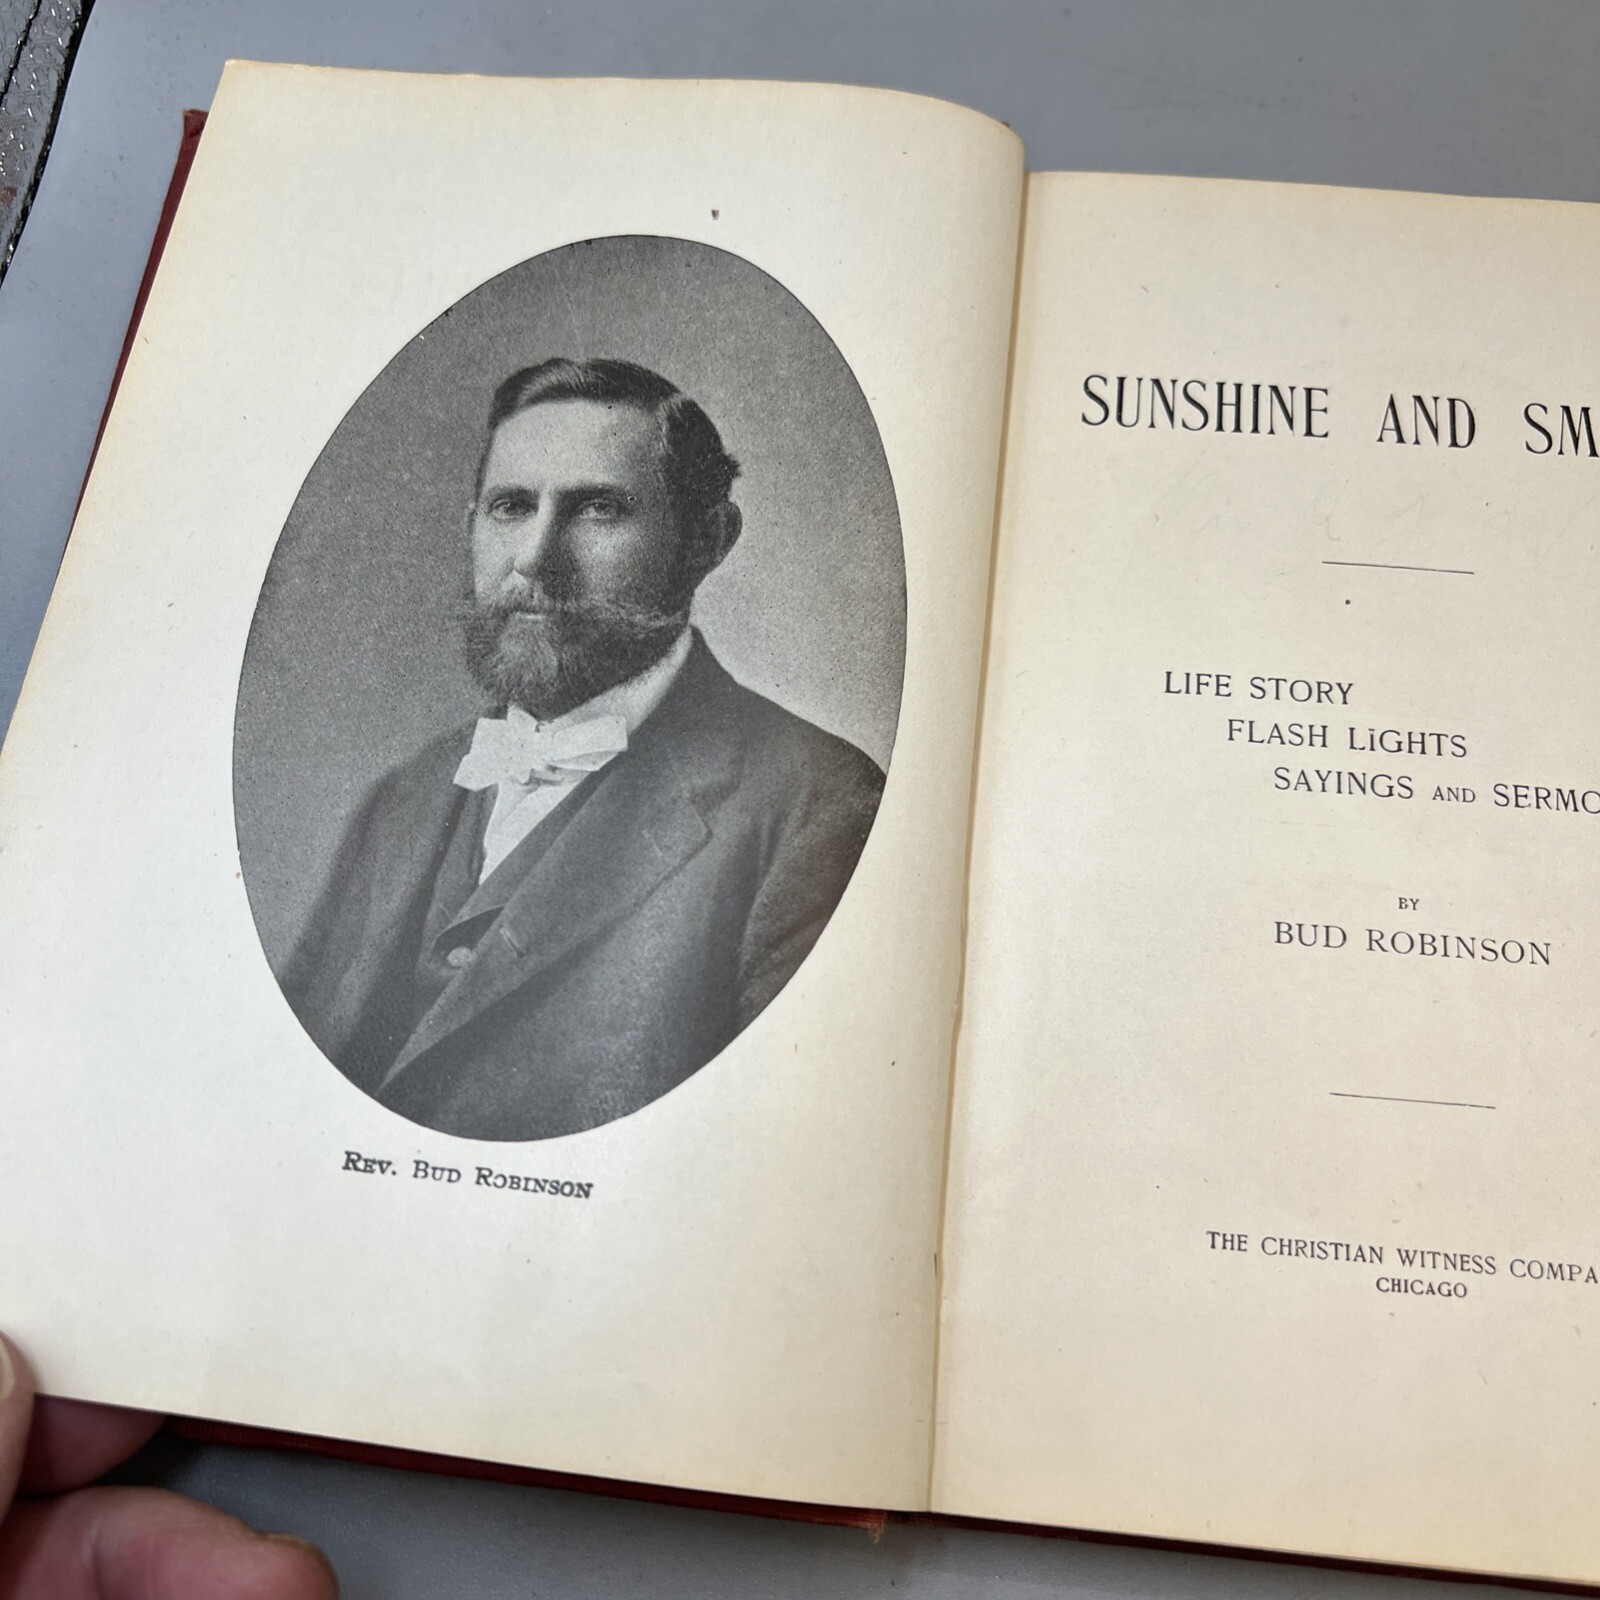 REV. BUD ROBINSON
SUNSHINE AND SM
LIFE STORY
FLASH LIGHTS
SAYINGS AND SERMO
BY
BUD ROBINSON
THE CHRISTIAN WITNESS COMPA
CHICAGO